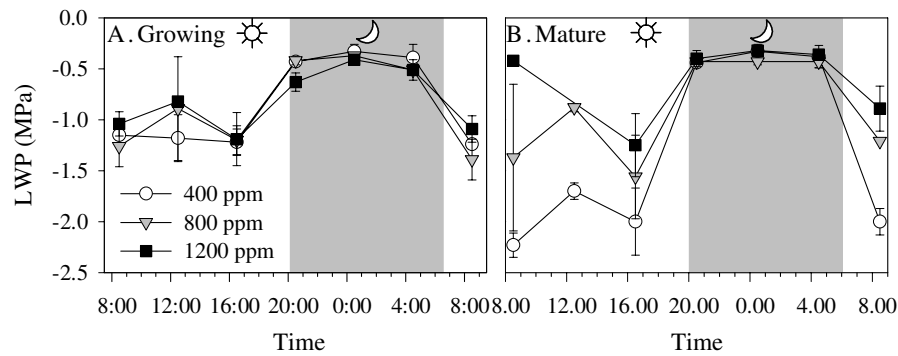 A. Growing
B. Mature
LWP (MPa)
0.0
-0.5
-1.0
-1.5
-2.0
-2.5
400 ppm
800 ppm
1200 ppm
8:00 12:00 16:00 20:00 0:00 4:00 8:00
8.00 12.00 16.00 20.00 0.00 4.00 8.00
Time
Time